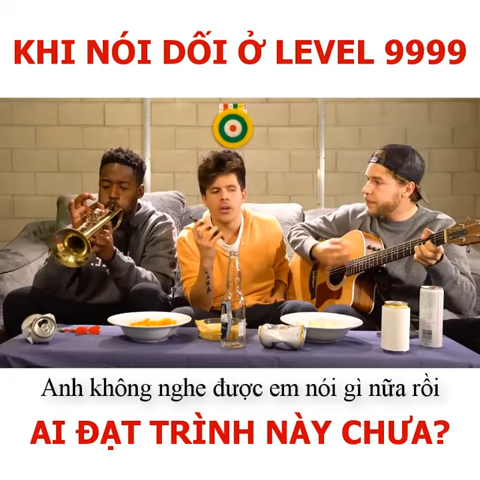 KHI NÓI DỐI Ở LEVEL 9999
Anh không nghe được em nói gì nữa rồi
AI ĐẠT TRÌNH NÀY CHƯA?